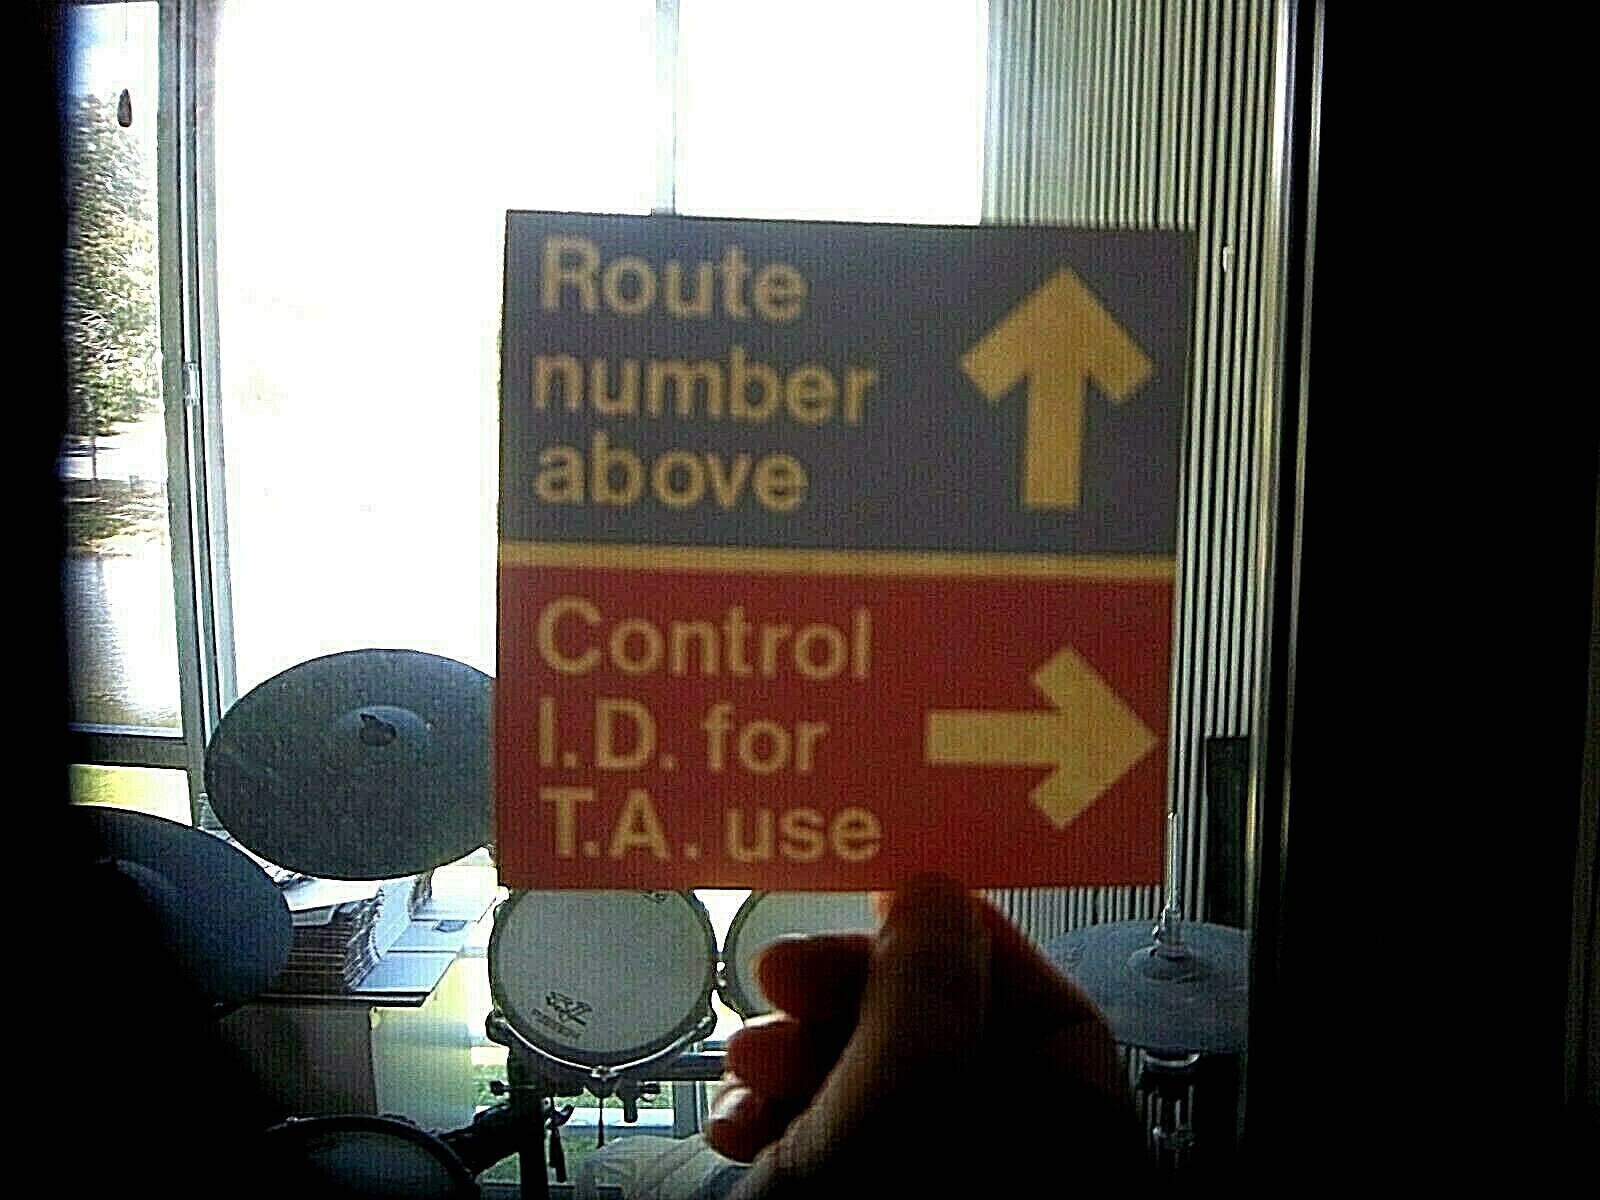 Route
number
above
Control
I.D. for
T.A. use